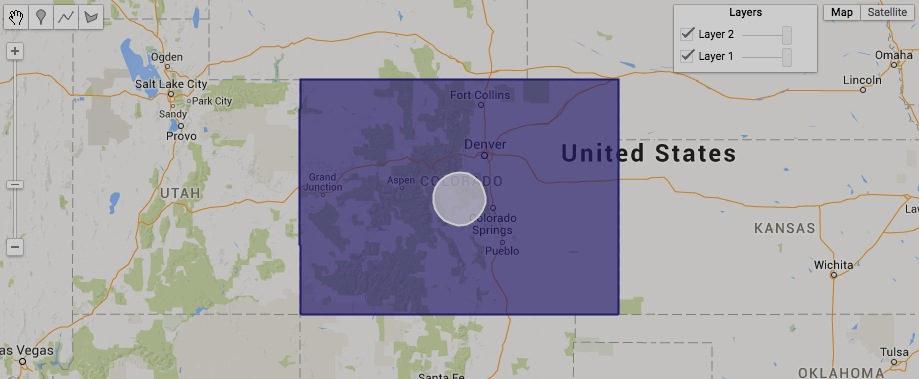 Layers
Map
Satellite
Layer 2
Layer 1
Ogden
Omaha
Salt Lake City
Lincoln
Park City
Sandy
Provo
Fort Collins
Denver
United States
Grand
Junction
Aspen
COLORADO
UTAH
Colorado
Springs
Pueblo
KANSAS
Wichita
as Vegas
Santa Fe
Tulsa
OKLAHOMA